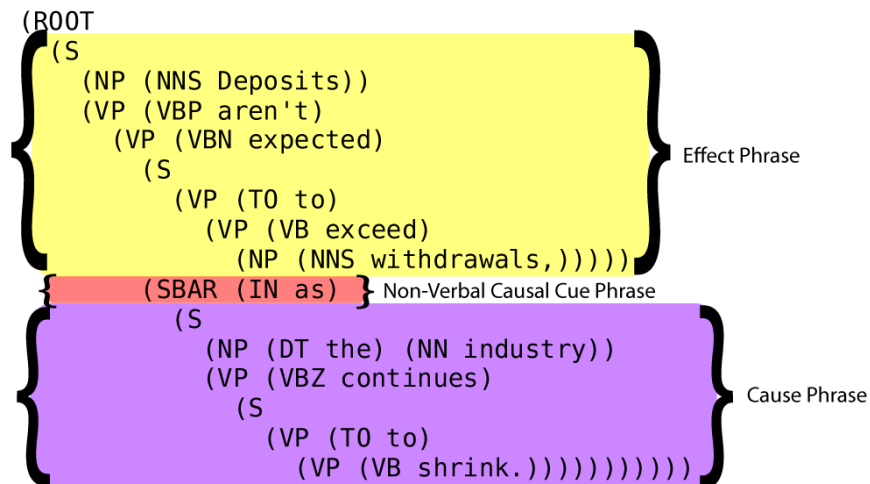 (ROOT
(S
(NP (NNS Deposits))
(VP (VBP aren't)
(VP (VBN expected)
(S
(VP (TO to)
(VP (VB exceed)
(NP (NNS withdrawals,)))))
Effect Phrase
(SBAR (IN as)
Non-Verbal Causal Cue Phrase
(S
(NP (DT the) (NN industry))
(VP (VBZ continues)
(S
(VP (TO to)
(VP (VB shrink.)))))))))))
Cause Phrase